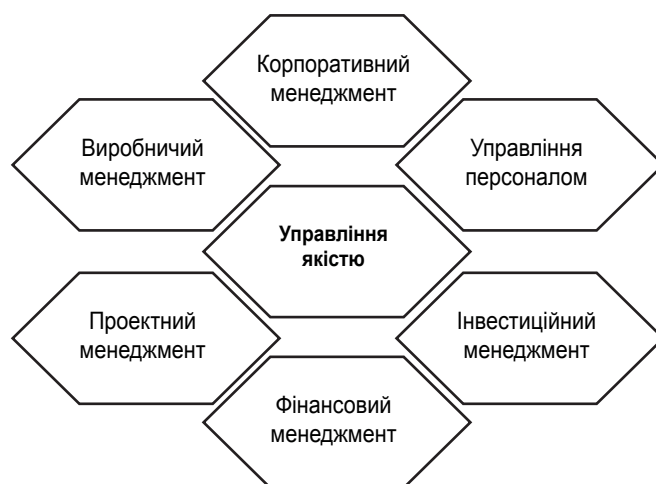 Корпоративний
менеджмент
Виробничий
менеджмент
Управління
персоналом
Управління
якістю
Проектний
менеджмент
Інвестиційний
менеджмент
Фінансовий
менеджмент